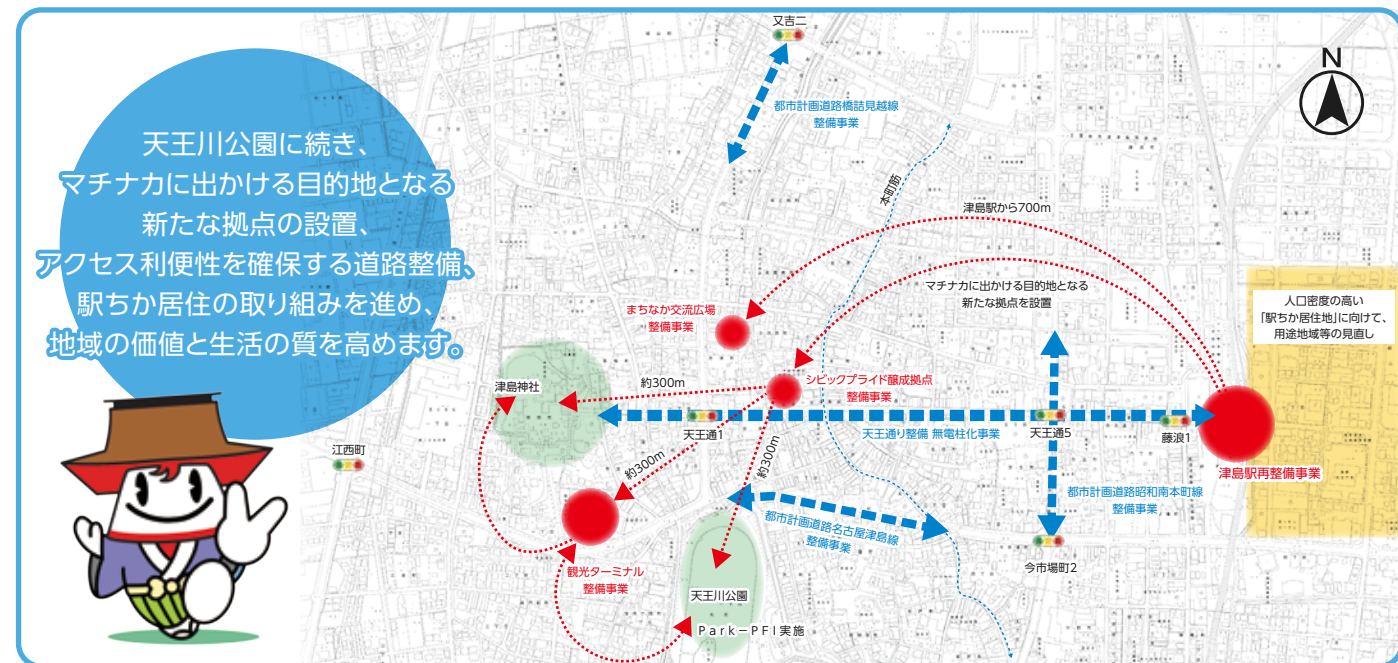 天王川公園に続き、
マチナカに出かける目的地となる
新たな拠点の設置、
アクセス利便性を確保する道路整備、
駅ちか居住の取り組みを進め、
地域の価値と生活の質を高めます。
又吉二
都市計画道路橋詰見越線
整備事業
N
本町筋
津島駅から700m
マチナカに出かける目的地となる
新たな拠点を設置
人口密度の高い
「駅ちか居住地」に向けて、
用途地域等の見直し
まちなか交流広場
整備事業
津島神社
約300m
シビックプライド醸成拠点
整備事業
天王通1
天王通り整備 無電柱化事業
天王通5
藤浪1
江西町
約300m
約300m
津島駅再整備事業
都市計画道路名古屋津島線
整備事業
都市計画道路昭和南本町線
整備事業
今市場町2
観光ターミナル
整備事業
天王川公園
Park－PFI実施